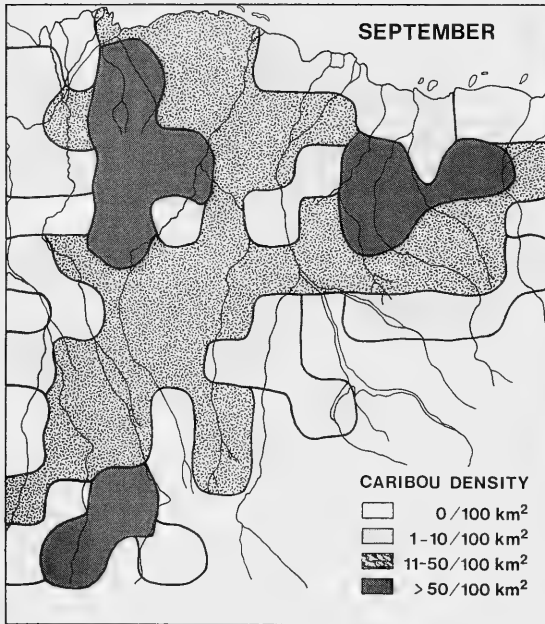 SEPTEMBER
CARIBOU DENSITY
0/100 km²
1-10/100 km²
11-50/100 km²
>50/100 km²